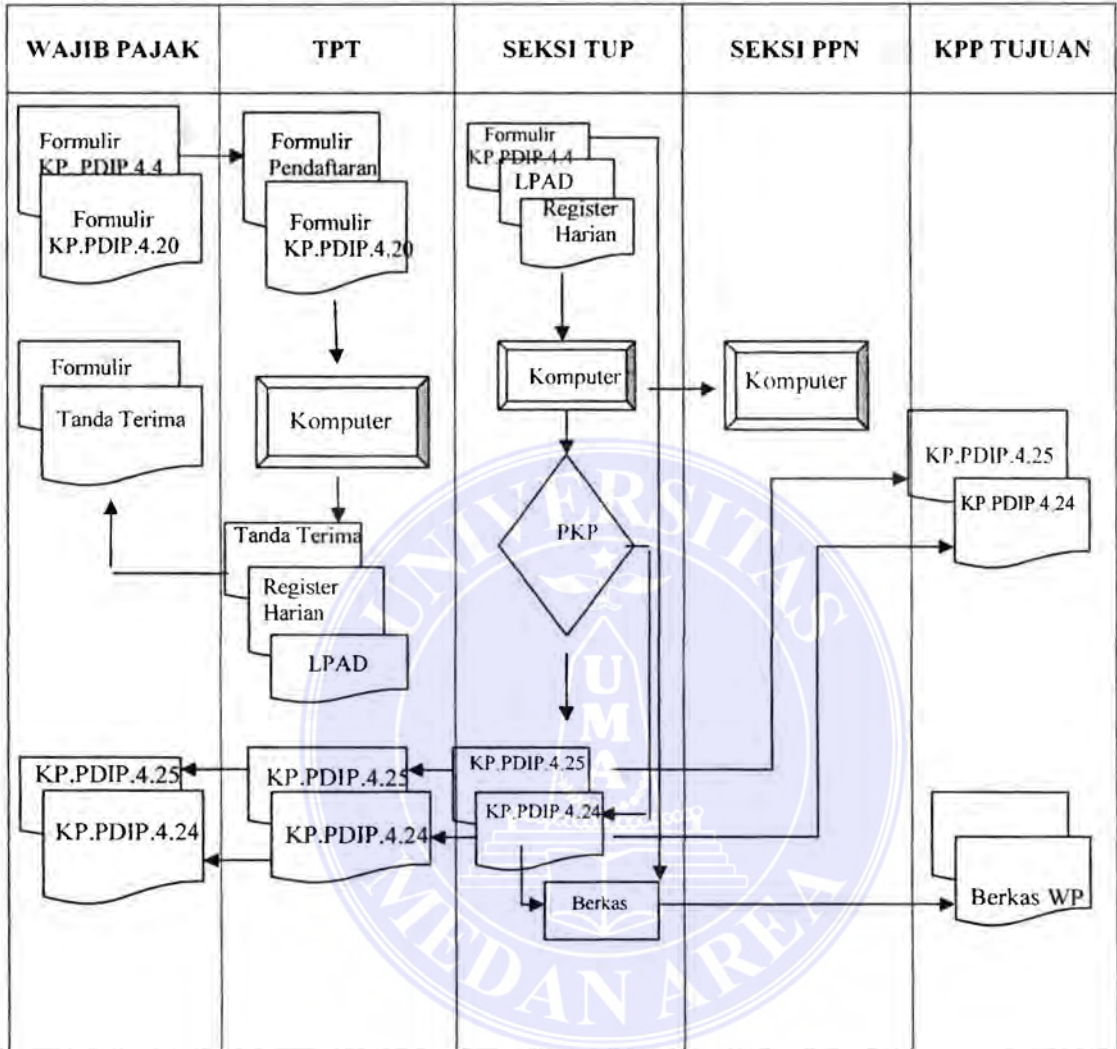 WAJIB PAJAK
TPT
SEKSI TUP
SEKSI PPN
KPP TUJUAN
Formulir
KP. PDIP.4.4
Formulir
KP.PDIP.4.20
Formulir
Pendaftaran
Formulir
KP.PDIP.4.20
Formulir
KP.PDIP.4.4
LPAD
Register
Harian
Formulir
Tanda Terima
Komputer
Komputer
Komputer
KP.PDIP.4.25
KP.PDIP.4.24
PKP
Tanda Terima
Register
Harian
LPAD
KP.PDIP.4.25
KP.PDIP.4.24
KP.PDIP.4.25
KP.PDIP.4.24
KP.PDIP.4.25
KP.PDIP.4.24
Berkas
Berkas WP
UNIVERSITAS
UMA
MEDAN AREA